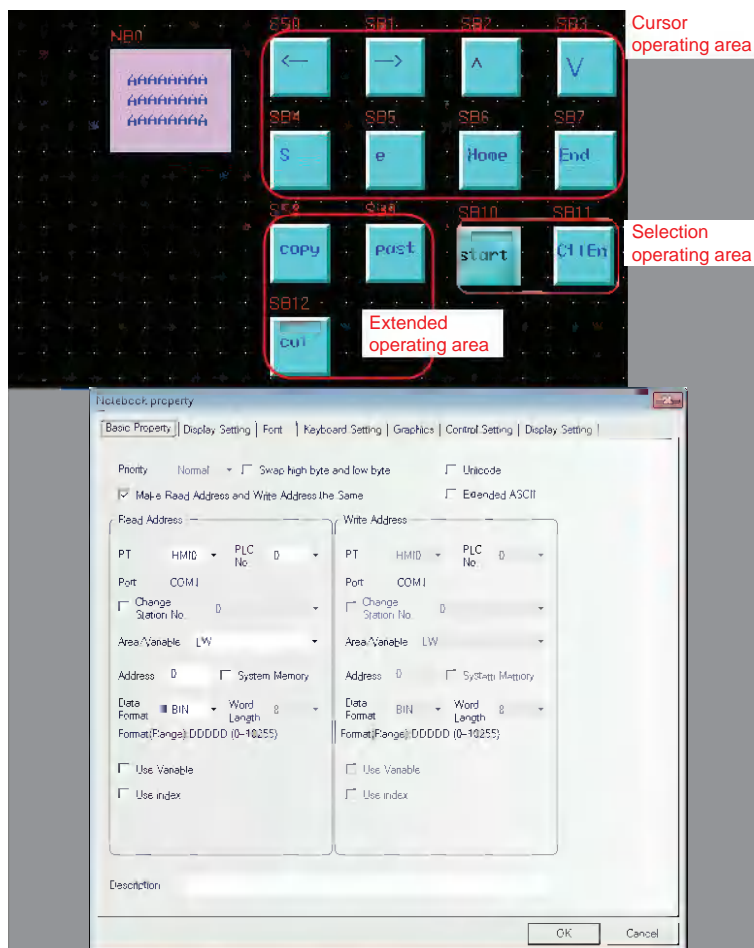 NB0
SB0 SB1 SB2 SB3
Cursor
operating area
<— —> ^ V
AAAAAAAA
AAAAAAAA
AAAAAAAA
SB4 SB5 SB6 SB7
S e Home End
SB10 SB11
Selection
operating area
copy past start
SB12
cut
Extended
operating area
Notebook property
Basic Property Display Setting Font Keyboard Setting Graphics Control Setting Display Setting
Priority Normal Swap high byte and low byte Unicode
Make Read Address and Write Address the Same Extended ASCII
Read Address Write Address
PT HMI0 PLC No. 0 PT HMI0 PLC No. 0
Port COM1 Port COM1
Change Station No. 0 Change Station No. 0
Area/Variable LW Area/Variable LW
Address 0 System Memory Address 0 System Memory
Data Format BIN Word Length 8 Data Format BIN Word Length 8
Format(Range):DDDDD (0~10255) Format(Range):DDDDD (0~10255)
Use Variable Use Variable
Use index Use index
Description
OK Cancel